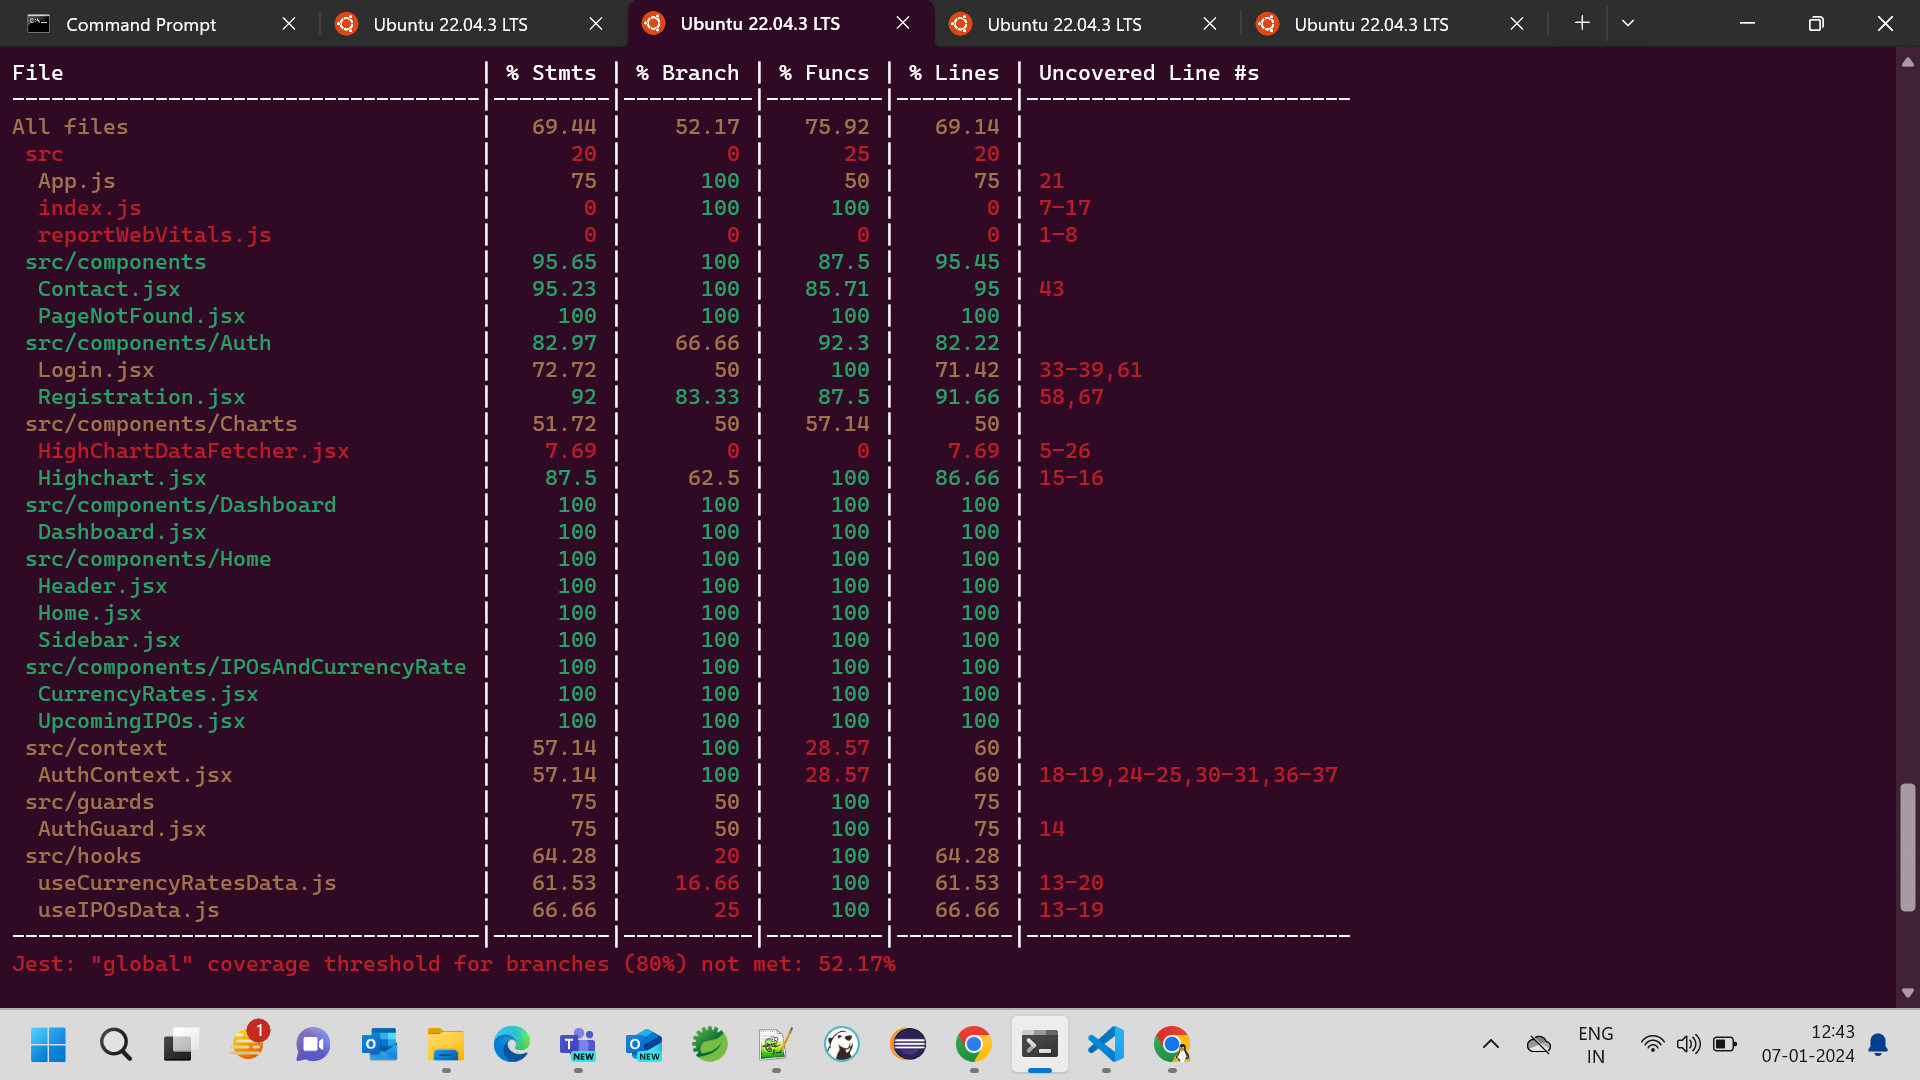 Command Prompt
Ubuntu 22.04.3 LTS
Ubuntu 22.04.3 LTS
Ubuntu 22.04.3 LTS
Ubuntu 22.04.3 LTS
File | % Stmts | % Branch | % Funcs | % Lines | Uncovered Line #s
------------------------------------|---------|----------|---------|---------|-------------------------
All files | 69.44 | 52.17 | 75.92 | 69.14 |
src | 20 | 0 | 25 | 20 |
App.js | 75 | 100 | 50 | 75 | 21
index.js | 0 | 100 | 100 | 0 | 7-17
reportWebVitals.js | 0 | 0 | 0 | 0 | 1-8
src/components | 95.65 | 100 | 87.5 | 95.45 |
Contact.jsx | 95.23 | 100 | 85.71 | 95 | 43
PageNotFound.jsx | 100 | 100 | 100 | 100 |
src/components/Auth | 82.97 | 66.66 | 92.3 | 82.22 |
Login.jsx | 72.72 | 50 | 100 | 71.42 | 33-39,61
Registration.jsx | 92 | 83.33 | 87.5 | 91.66 | 58,67
src/components/Charts | 51.72 | 50 | 57.14 | 50 |
HighChartDataFetcher.jsx | 7.69 | 0 | 0 | 7.69 | 5-26
Highchart.jsx | 87.5 | 62.5 | 100 | 86.66 | 15-16
src/components/Dashboard | 100 | 100 | 100 | 100 |
Dashboard.jsx | 100 | 100 | 100 | 100 |
src/components/Home | 100 | 100 | 100 | 100 |
Header.jsx | 100 | 100 | 100 | 100 |
Home.jsx | 100 | 100 | 100 | 100 |
Sidebar.jsx | 100 | 100 | 100 | 100 |
src/components/IPOsAndCurrencyRate | 100 | 100 | 100 | 100 |
CurrencyRates.jsx | 100 | 100 | 100 | 100 |
UpcomingIPOs.jsx | 100 | 100 | 100 | 100 |
src/context | 57.14 | 100 | 28.57 | 60 |
AuthContext.jsx | 57.14 | 100 | 28.57 | 60 | 18-19,24-25,30-31,36-37
src/guards | 75 | 50 | 100 | 75 |
AuthGuard.jsx | 75 | 50 | 100 | 75 | 14
src/hooks | 64.28 | 20 | 100 | 64.28 |
useCurrencyRatesData.js | 61.53 | 16.66 | 100 | 61.53 | 13-20
useIPOsData.js | 66.66 | 25 | 100 | 66.66 | 13-19
------------------------------------|---------|----------|---------|---------|-------------------------
Jest: "global" coverage threshold for branches (80%) not met: 52.17%
1
NEW
NEW
ENG
IN
12:43
07-01-2024